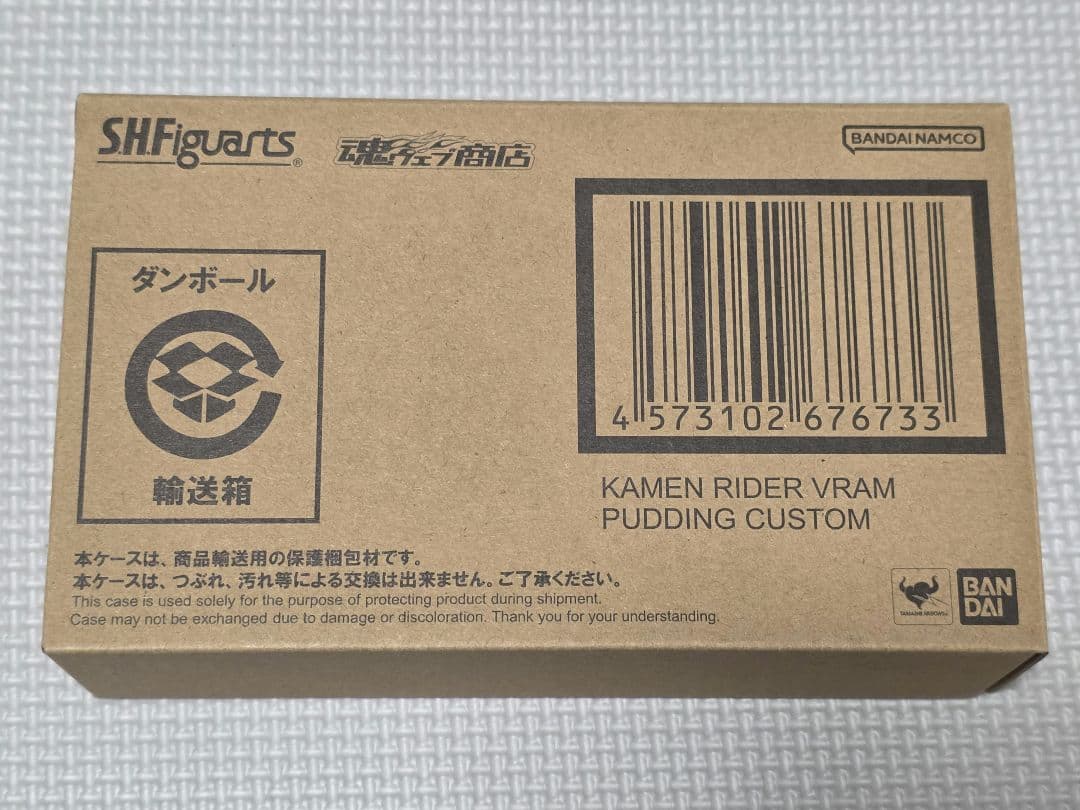 S.H.Figuarts®
魂ウェブ商店
BANDAI NAMCO
ダンボール
輸送箱
4 573102 676733
KAMEN RIDER VRAM
PUDDING CUSTOM
本ケースは、商品輸送用の保護梱包材です。
本ケースは、つぶれ、汚れ等による交換は出来ません。ご了承ください。
This case is used solely for the purpose of protecting product during shipment.
Case may not be exchanged due to damage or discoloration. Thank you for your understanding.
TAMASHII NATIONS
BAN
DAI